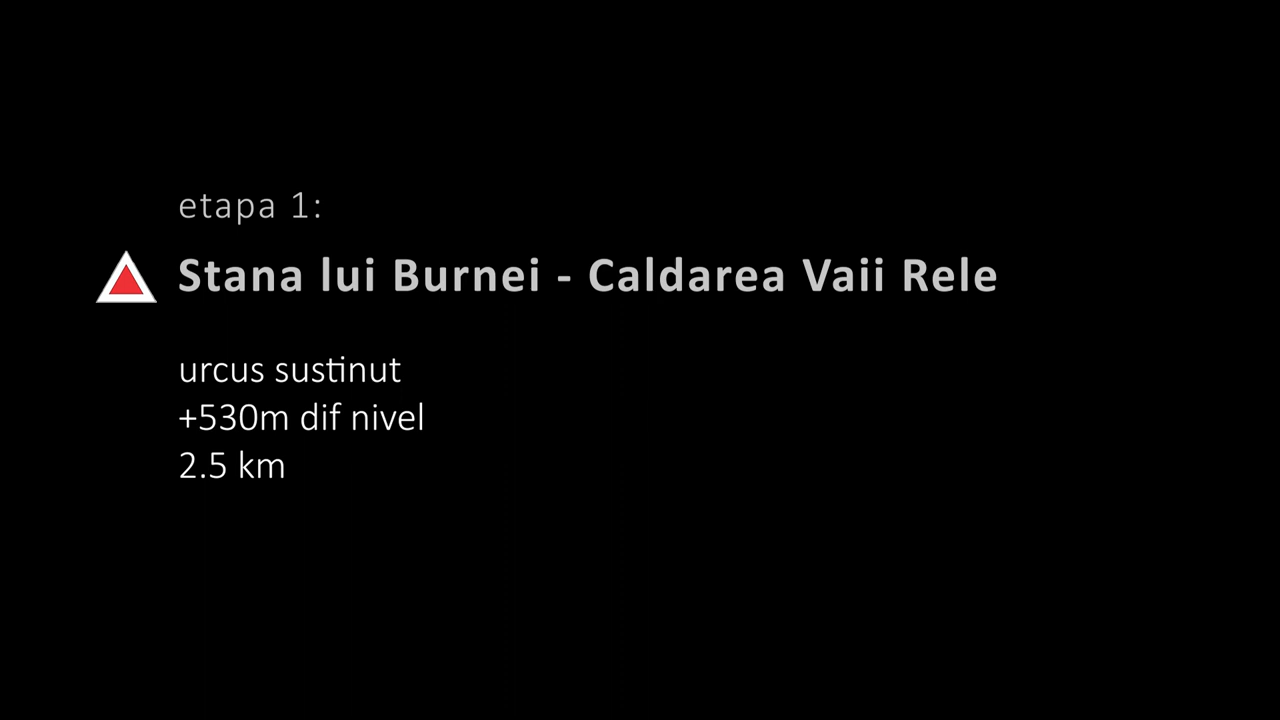 etapa 1:
Stana lui Burnei - Caldarea Vaii Rele
urcus sustinut
+530m dif nivel
2.5 km